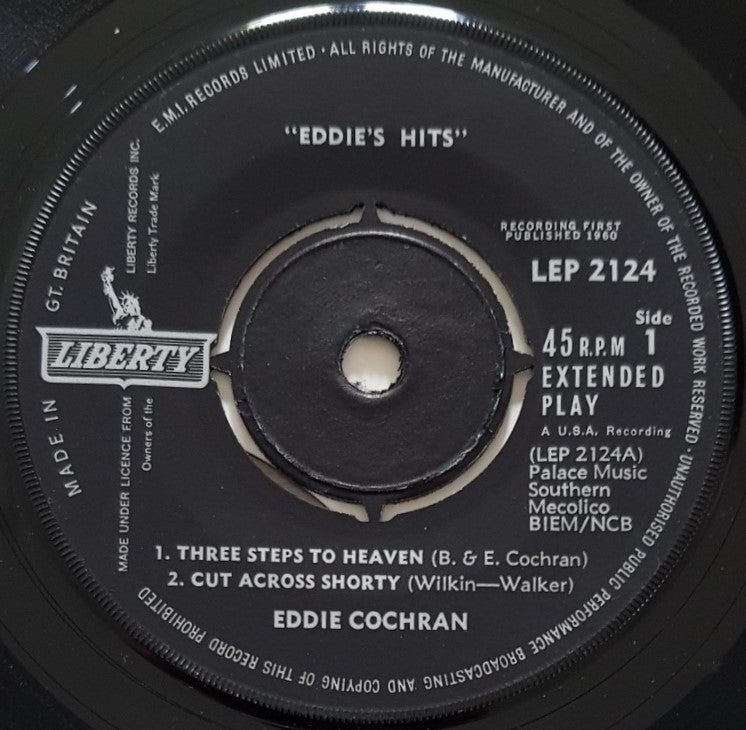 E.M.I. RECORDS LIMITED · ALL RIGHTS OF THE MANUFACTURER AND OF THE OWNER OF THE RECORDED WORK RESERVED · UNAUTHORISED PUBLIC PERFORMANCE BROADCASTING AND COPYING OF THIS RECORD PROHIBITED
MADE IN GT. BRITAIN
"EDDIE'S HITS"
LIBERTY RECORDS INC.
Liberty Trade Mark
LIBERTY
MADE UNDER LICENCE FROM
Owners of the
RECORDING FIRST
PUBLISHED 1960
LEP 2124
Side
45 R.P.M 1
EXTENDED
PLAY
A U.S.A. Recording
(LEP 2124A)
Palace Music
Southern
Mecolico
BIEM/NCB
1. THREE STEPS TO HEAVEN (B. & E. Cochran)
2. CUT ACROSS SHORTY (Wilkin—Walker)
EDDIE COCHRAN